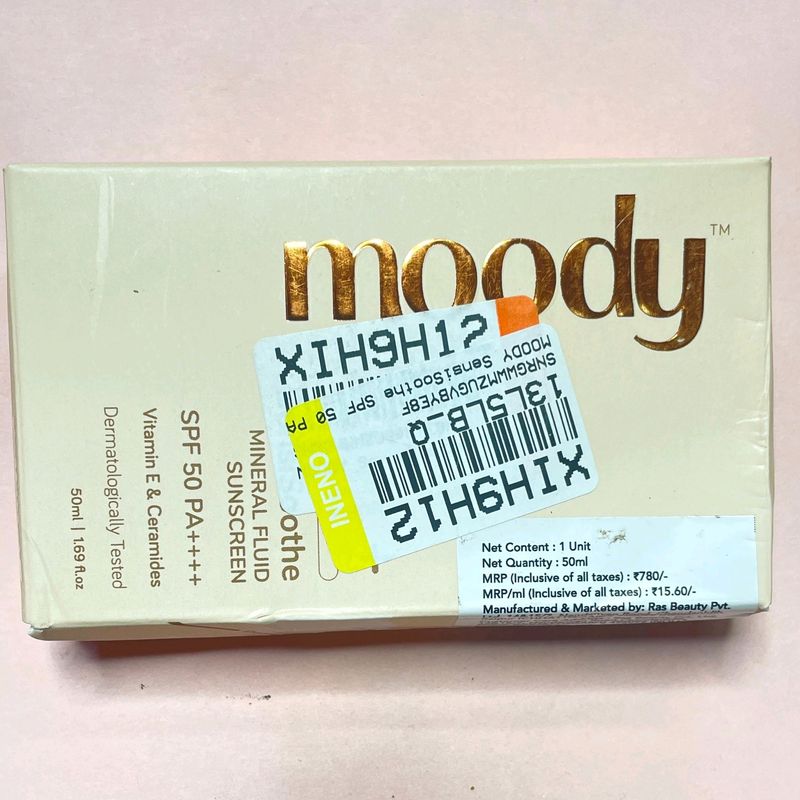 moody™
XIH9H12
SNRGWWMZUGVBYE8F
MOODY SensiSoothe SPF 50 PA
13L5LB_Q
XIH9H12
INENO
othe
MINERAL FLUID
SUNSCREEN
SPF 50 PA++++
Vitamin E & Ceramides
Dermatologically Tested
50ml | 1.69 fl.oz
Net Content : 1 Unit
Net Quantity : 50ml
MRP (Inclusive of all taxes) : ₹780/-
MRP/ml (Inclusive of all taxes) : ₹15.60/-
Manufactured & Marketed by: Ras Beauty Pvt.